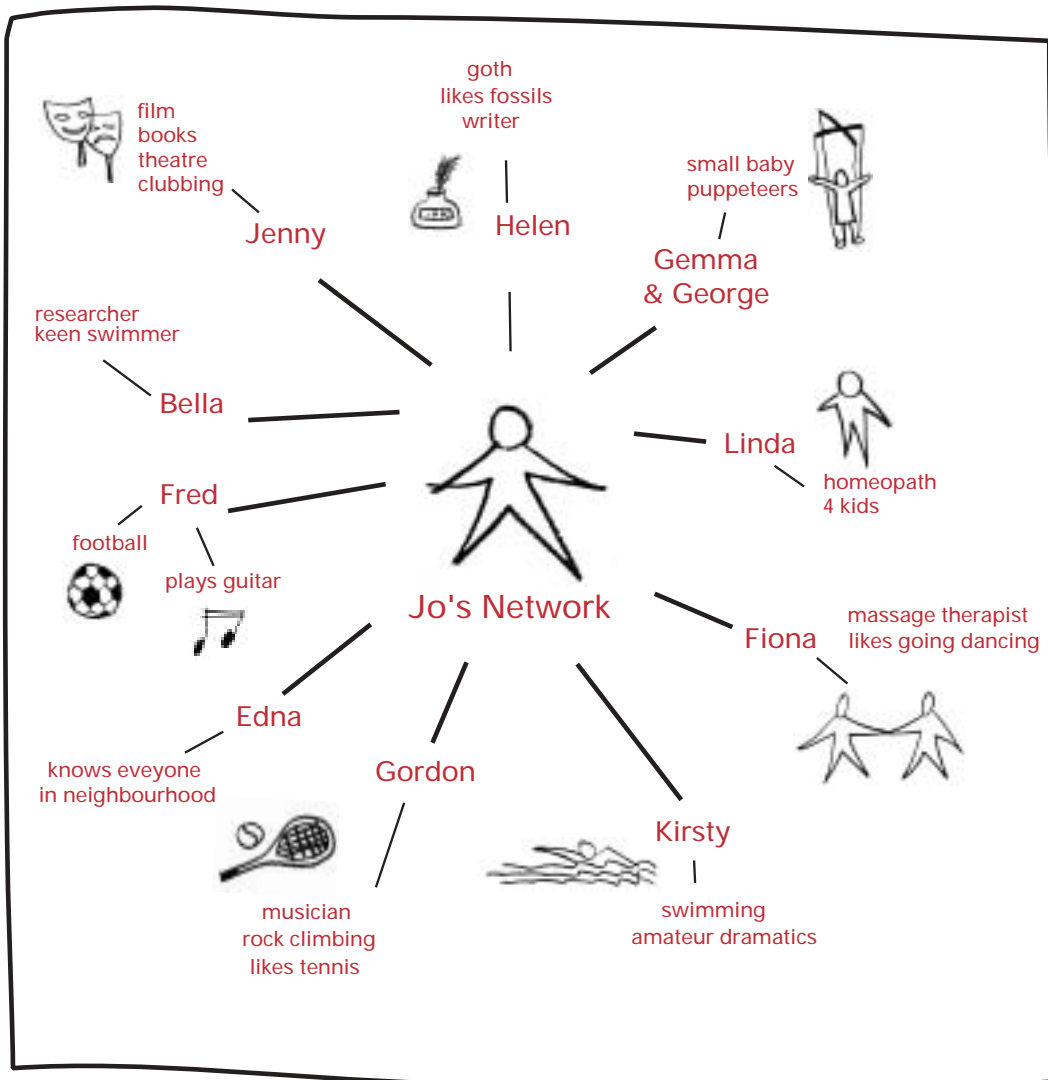 film
books
theatre
clubbing
Jenny
goth
likes fossils
writer
Helen
small baby
puppeteers
Gemma
& George
researcher
keen swimmer
Bella
Linda
homeopath
4 kids
Fred
football
plays guitar
Jo's Network
massage therapist
likes going dancing
Fiona
Edna
knows eveyone
in neighbourhood
Gordon
musician
rock climbing
likes tennis
Kirsty
swimming
amateur dramatics